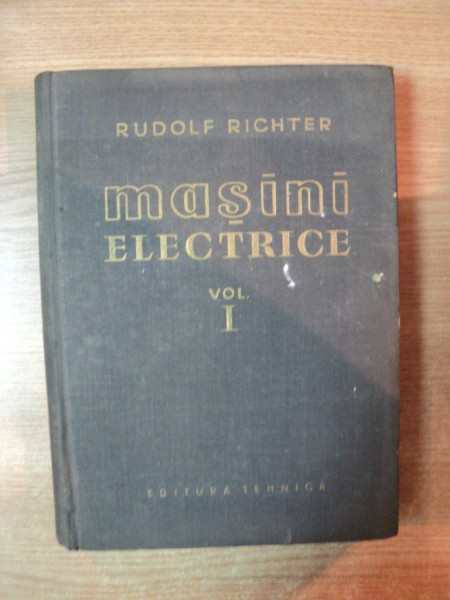 RUDOLF RICHTER
mașini
ELECTRICE
VOL.
I
EDITURA TEHNICĂ